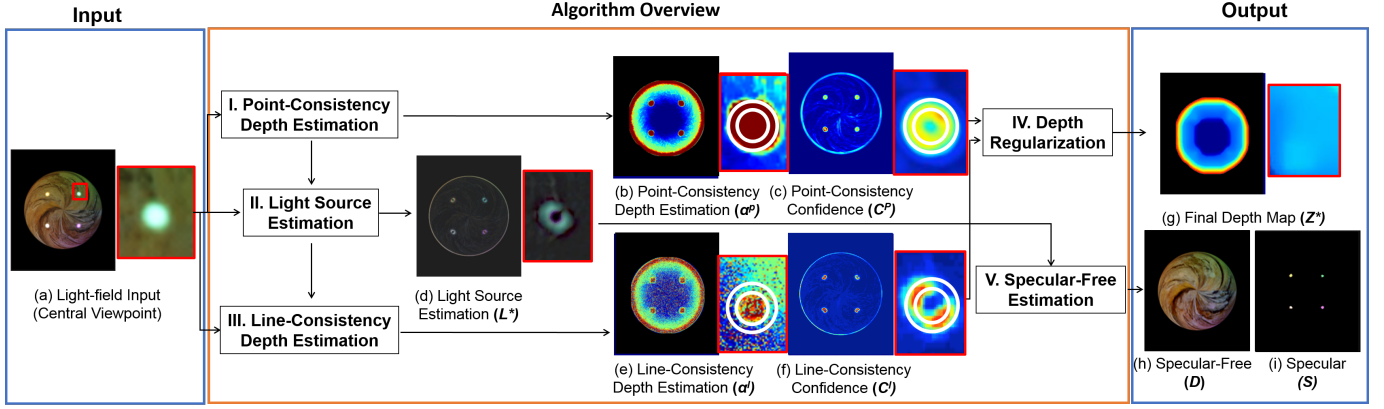 Input
Algorithm Overview
Output
I. Point-Consistency
Depth Estimation
II. Light Source
Estimation
III. Line-Consistency
Depth Estimation
IV. Depth
Regularization
V. Specular-Free
Estimation
(a) Light-field Input
(Central Viewpoint)
(b) Point-Consistency
Depth Estimation (αᵖ)
(c) Point-Consistency
Confidence (Cᵖ)
(d) Light Source
Estimation (L*)
(e) Line-Consistency
Depth Estimation (αˡ)
(f) Line-Consistency
Confidence (Cˡ)
(g) Final Depth Map (Z*)
(h) Specular-Free
(D)
(i) Specular
(S)